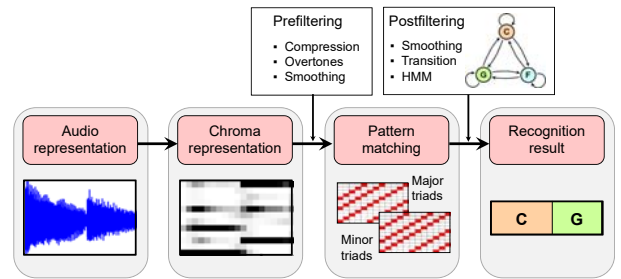 Prefiltering
▪ Compression
▪ Overtones
▪ Smoothing
Postfiltering
▪ Smoothing
▪ Transition
▪ HMM
C
G
F
Audio
representation
Chroma
representation
Pattern
matching
Recognition
result
Major
triads
Minor
triads
C
G